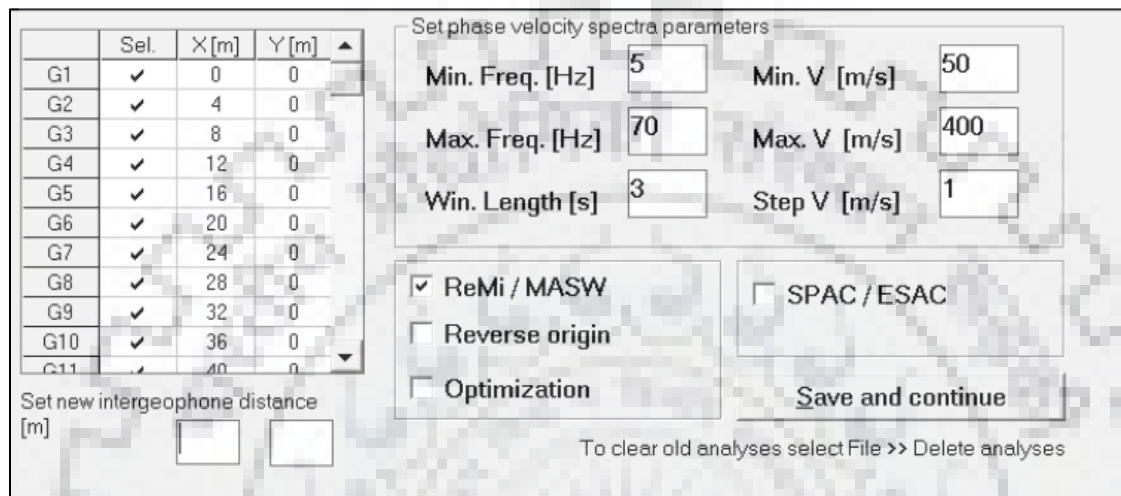 Sel. X [m] Y [m]
G1 0 0
G2 4 0
G3 8 0
G4 12 0
G5 16 0
G6 20 0
G7 24 0
G8 28 0
G9 32 0
G10 36 0
G11 40 0
Set new intergeophone distance
[m]
Set phase velocity spectra parameters
Min. Freq. [Hz] 5 Min. V [m/s] 50
Max. Freq. [Hz] 70 Max. V [m/s] 400
Win. Length [s] 3 Step V [m/s] 1
ReMi / MASW
Reverse origin
Optimization
SPAC / ESAC
Save and continue
To clear old analyses select File >> Delete analyses